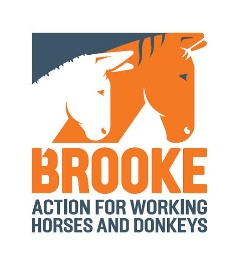 BROOKE
ACTION FOR WORKING
HORSES AND DONKEYS